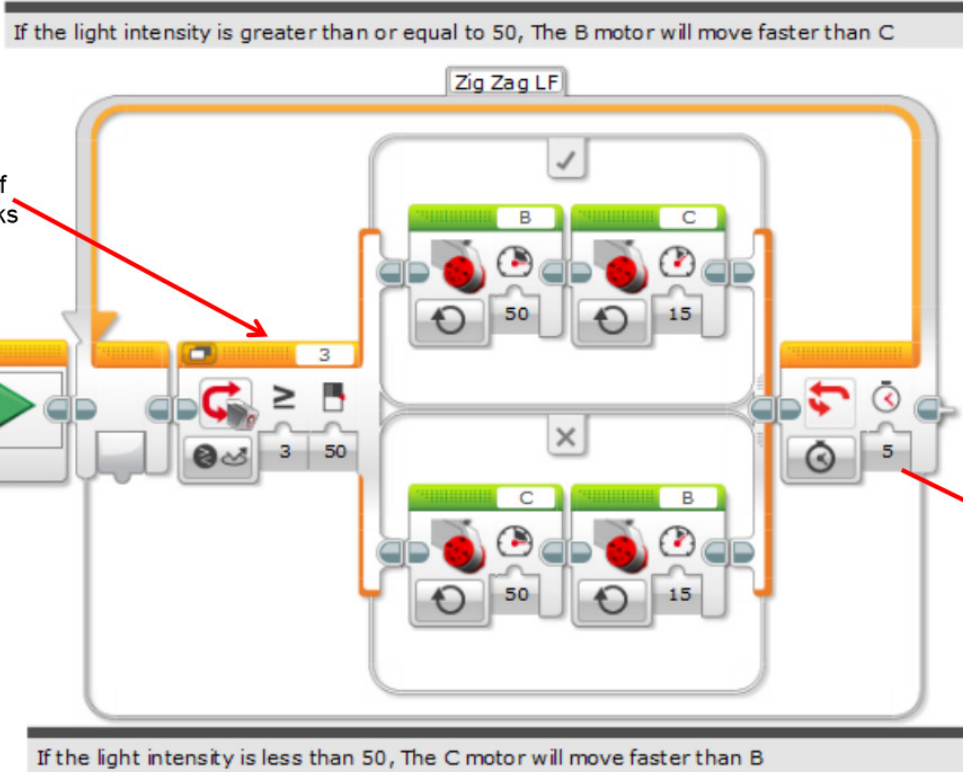 If the light intensity is greater than or equal to 50, The B motor will move faster than C
Zig Zag LF
B C
50 15
3
3 50
5
C B
50 15
If the light intensity is less than 50, The C motor will move faster than B